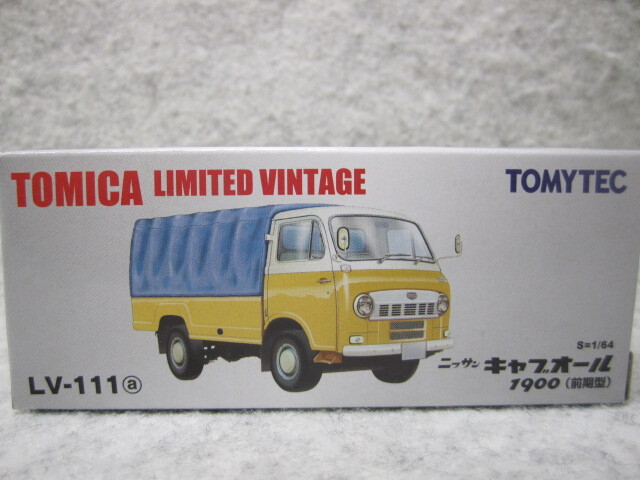 TOMICA LIMITED VINTAGE
TOMYTEC
S=1/64
ニッサン キャブオール
1900 (前期型)
LV-111ⓐ